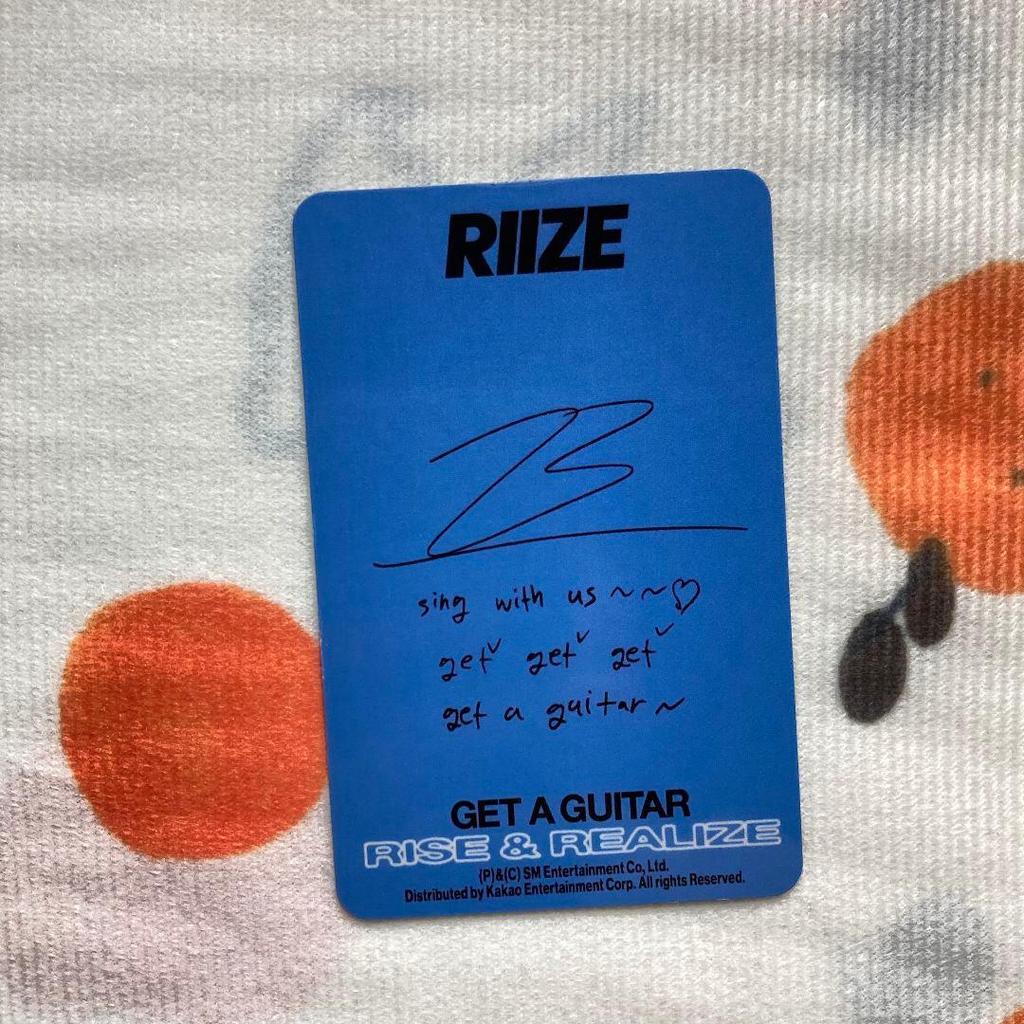 RIIZE
sing with us ~ ~ ♡
get˅ get˅ get˅
get a guitar ~
GET A GUITAR
RISE & REALIZE
(P)&(C) SM Entertainment Co, Ltd.
Distributed by Kakao Entertainment Corp. All rights Reserved.